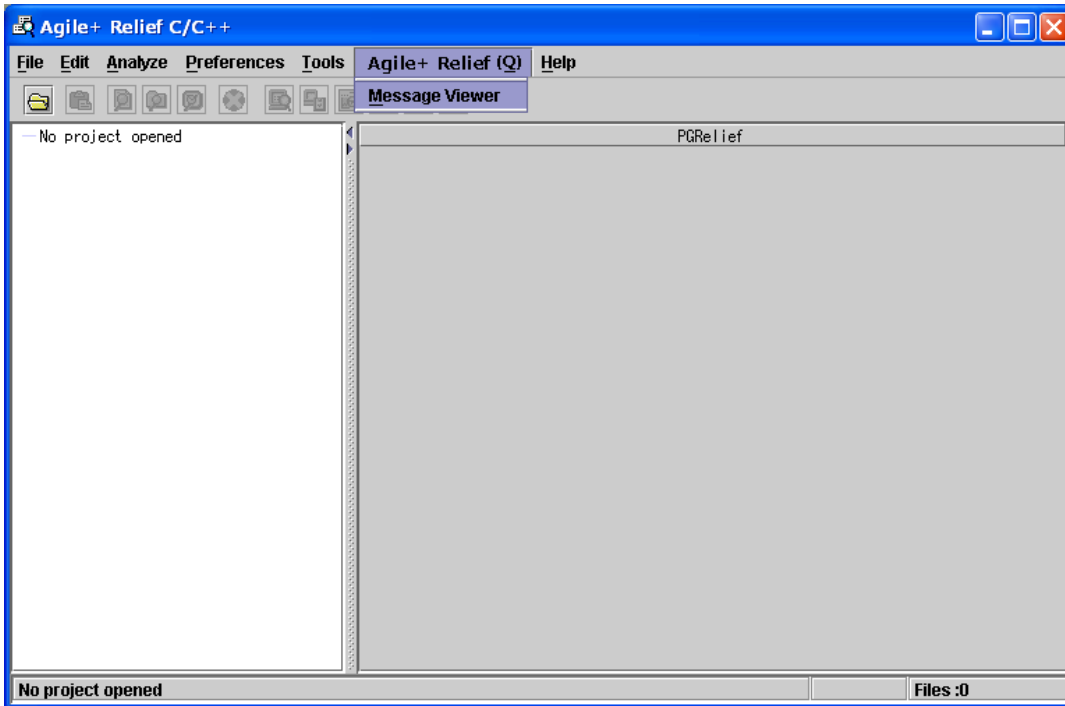 Agile+ Relief C/C++
File Edit Analyze Preferences Tools Agile+ Relief (Q) Help
Message Viewer
No project opened
PGRelief
No project opened Files :0